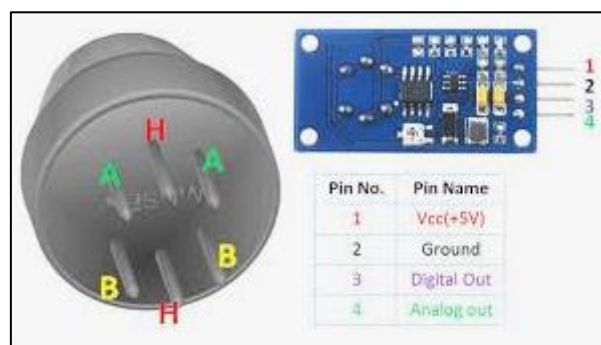 H
A
A
B
B
H
1
2
3
4
Pin No. Pin Name
1 Vcc(+5V)
2 Ground
3 Digital Out
4 Analog out